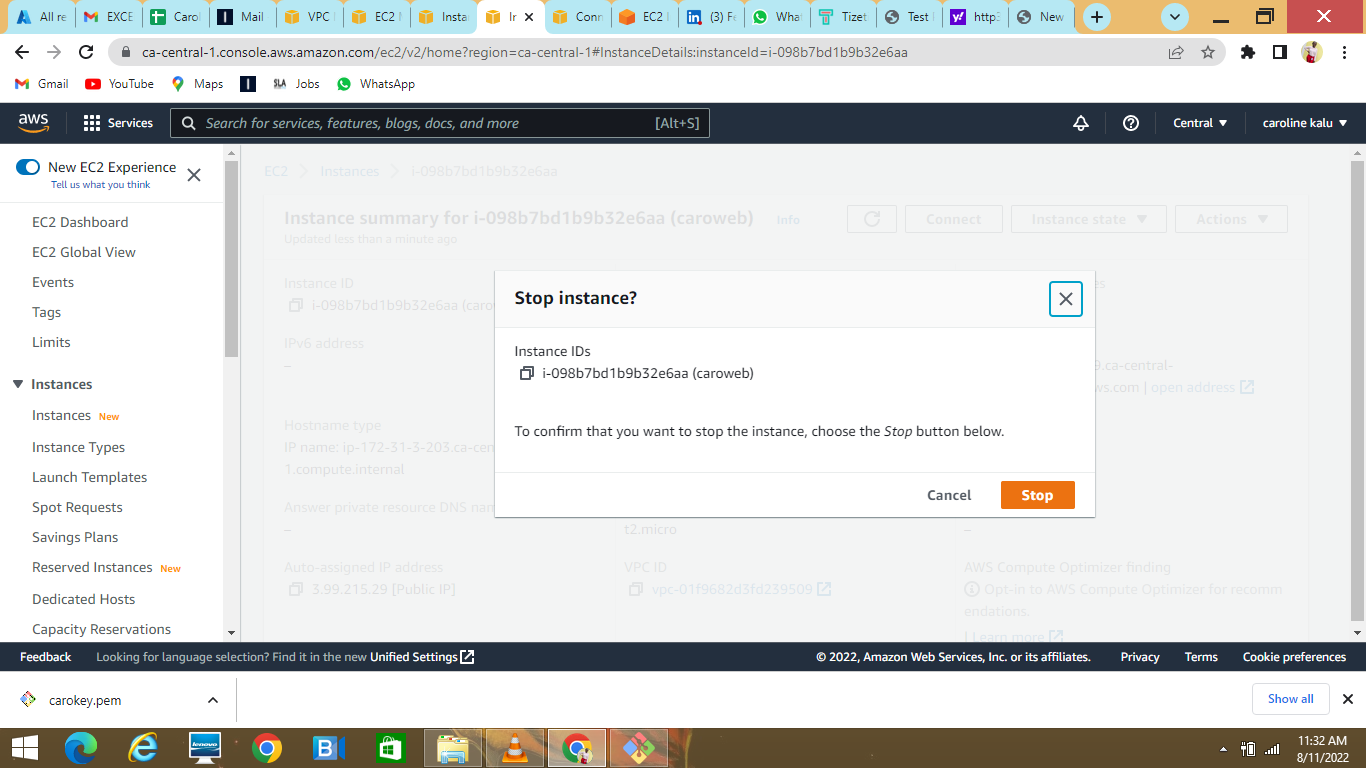 All re
EXCE
Carol
Mail
VPC
EC2 M
Insta
Ir
Conn
EC2 I
(3) Fe
What
Tizet
Test
http:
New
ca-central-1.console.aws.amazon.com/ec2/v2/home?region=ca-central-1#InstanceDetails:instanceId=i-098b7bd1b9b32e6aa
Gmail
YouTube
Maps
SLA Jobs
WhatsApp
aws
Services
Search for services, features, blogs, docs, and more
[Alt+S]
Central
caroline kalu
New EC2 Experience
Tell us what you think
EC2 Dashboard
EC2 Global View
Events
Tags
Limits
Instances
Instances New
Instance Types
Launch Templates
Spot Requests
Savings Plans
Reserved Instances New
Dedicated Hosts
Capacity Reservations
EC2
Instances
i-098b7bd1b9b32e6aa
Instance summary for i-098b7bd1b9b32e6aa (caroweb)
Info
Connect
Instance state
Actions
Updated less than a minute ago
Instance ID
i-098b7bd1b9b32e6aa (caro
IPv6 address
–
9.ca-central-
ws.com | open address
Hostname type
IP name: ip-172-31-3-203.ca-cen
1.compute.internal
Answer private resource DNS nam
–
t2.micro
–
Auto-assigned IP address
3.99.215.29 [Public IP]
VPC ID
vpc-01f9682d3fd239509
AWS Compute Optimizer finding
Opt-in to AWS Compute Optimizer for recomm
endations.
| Learn more
Stop instance?
Instance IDs
i-098b7bd1b9b32e6aa (caroweb)
To confirm that you want to stop the instance, choose the Stop button below.
Cancel
Stop
Feedback
Looking for language selection? Find it in the new Unified Settings
© 2022, Amazon Web Services, Inc. or its affiliates.
Privacy
Terms
Cookie preferences
carokey.pem
Show all
lenovo
11:32 AM
8/11/2022